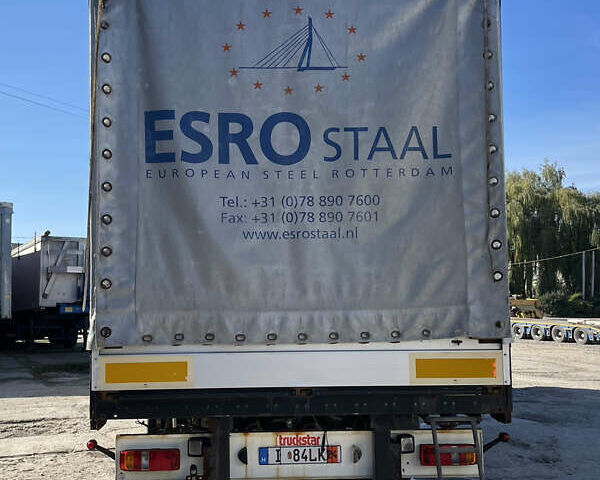 ESRO STAAL
EUROPEAN STEEL ROTTERDAM
Tel.: +31 (0)78 890 7600
Fax: +31 (0)78 890 7601
www.esrostaal.nl
truckstar
84LK